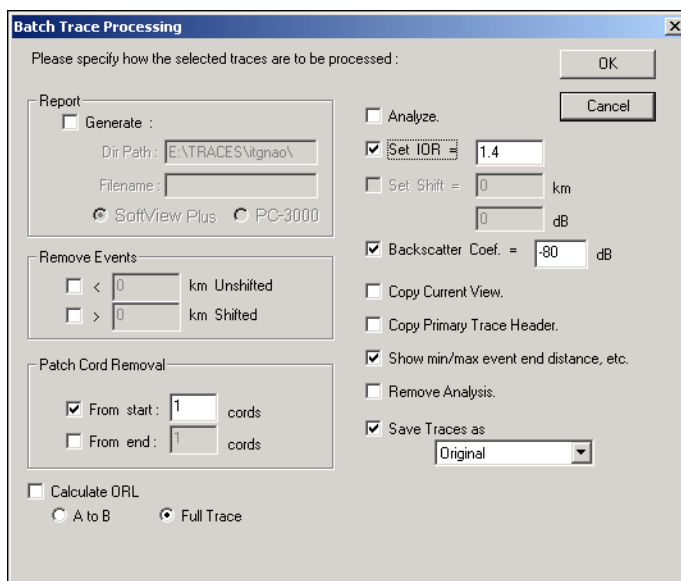 Batch Trace Processing
Please specify how the selected traces are to be processed :
OK
Cancel
Report
Generate :
Dir Path : E:\TRACES\itgnao\
Filename :
SoftView Plus PC-3000
Remove Events
< 0 km Unshifted
> 0 km Shifted
Patch Cord Removal
From start : 1 cords
From end : 1 cords
Calculate ORL
A to B Full Trace
Analyze.
Set IOR = 1.4
Set Shift = 0 km
0 dB
Backscatter Coef. = -80 dB
Copy Current View.
Copy Primary Trace Header.
Show min/max event end distance, etc.
Remove Analysis.
Save Traces as
Original